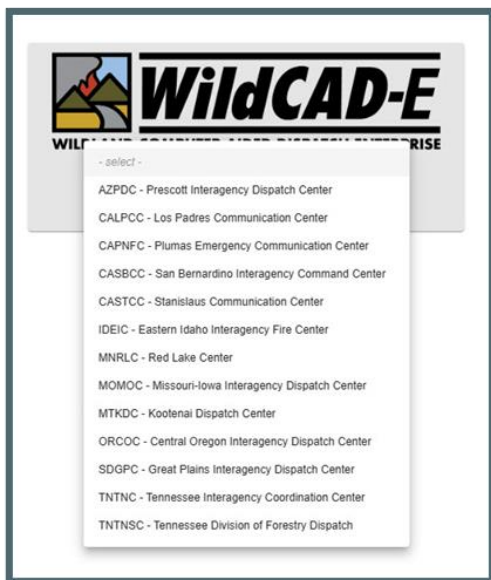 WildCAD-E
- select -
AZPDC - Prescott Interagency Dispatch Center
CALPCC - Los Padres Communication Center
CAPNFC - Plumas Emergency Communication Center
CASBCC - San Bernardino Interagency Command Center
CASTCC - Stanislaus Communication Center
IDEIC - Eastern Idaho Interagency Fire Center
MNRLC - Red Lake Center
MOMOC - Missouri-Iowa Interagency Dispatch Center
MTKDC - Kootenai Dispatch Center
ORCOC - Central Oregon Interagency Dispatch Center
SDGPC - Great Plains Interagency Dispatch Center
TNTNC - Tennessee Interagency Coordination Center
TNTNSC - Tennessee Division of Forestry Dispatch